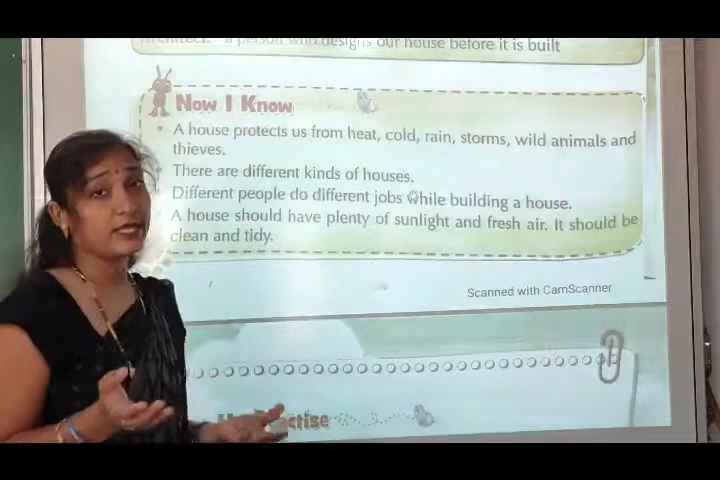 architect - a person who designs our house before it is built
Now I Know
• A house protects us from heat, cold, rain, storms, wild animals and
thieves.
There are different kinds of houses.
Different people do different jobs while building a house.
A house should have plenty of sunlight and fresh air. It should be
clean and tidy.
Scanned with CamScanner